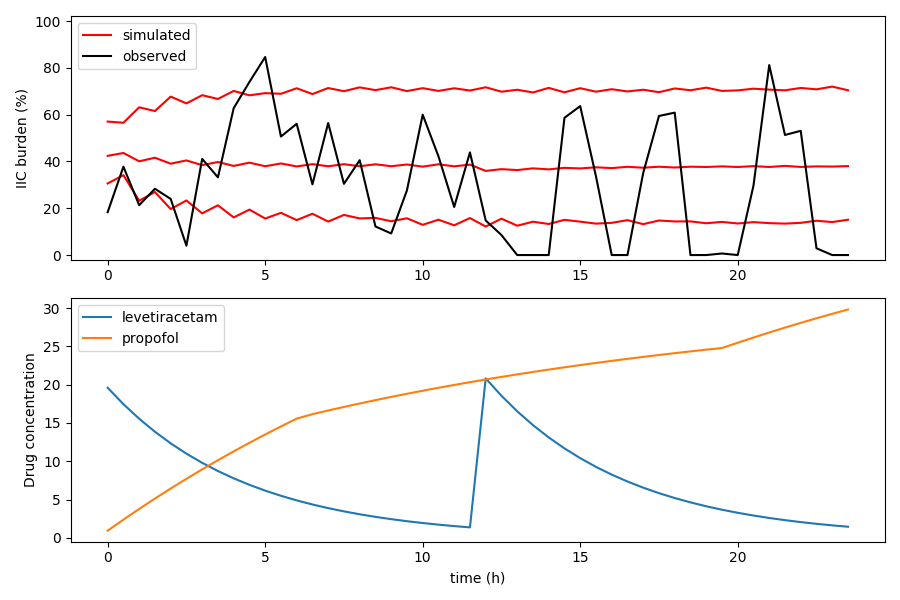 100
80
60
40
20
0
IIC burden (%)
simulated
observed
0 5 10 15 20
30
25
20
15
10
5
0
Drug concentration
levetiracetam
propofol
0 5 10 15 20
time (h)